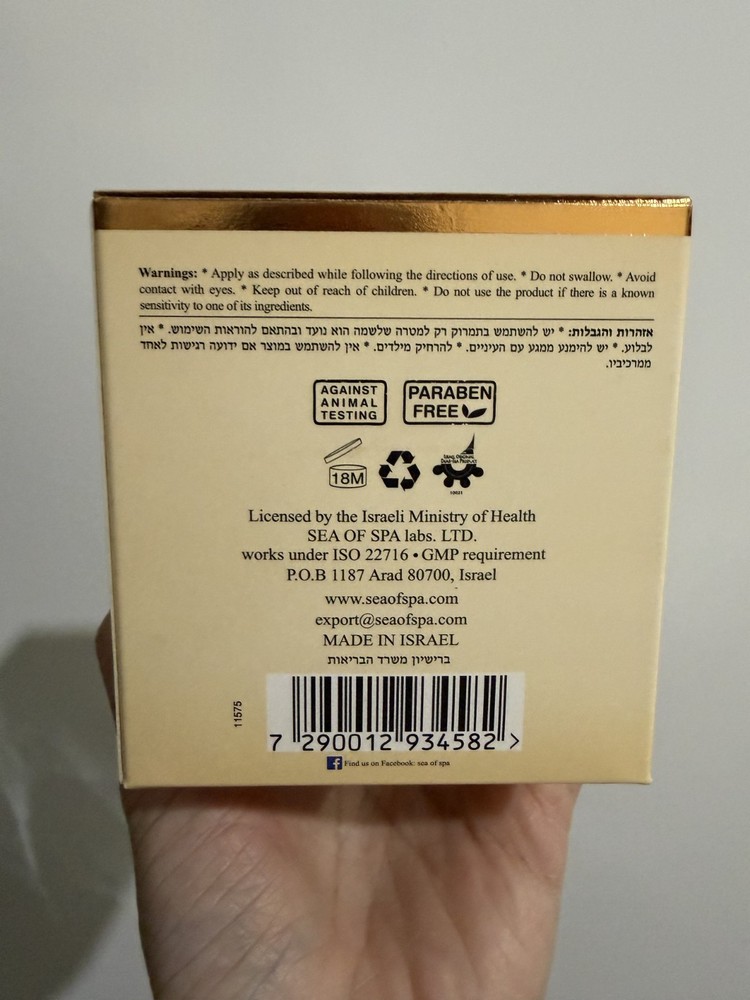 Warnings: * Apply as described while following the directions of use. * Do not swallow. * Avoid
contact with eyes. * Keep out of reach of children. * Do not use the product if there is a known
sensitivity to one of its ingredients.
אזהרות והגבלות: * יש להשתמש בתמרוק רק למטרה שלשמה הוא נועד ובהתאם להוראות השימוש. * אין
לבלוע. * יש להימנע ממגע עם העיניים. * להרחיק מילדים. * אין להשתמש במוצר אם ידועה רגישות לאחד
ממרכיביו.
AGAINST
ANIMAL
TESTING
PARABEN
FREE
18M
10021
Licensed by the Israeli Ministry of Health
SEA OF SPA labs. LTD.
works under ISO 22716 • GMP requirement
P.O.B 1187 Arad 80700, Israel
www.seaofspa.com
export@seaofspa.com
MADE IN ISRAEL
ברישיון משרד הבריאות
11575
7 290012 934582 >
Find us on Facebook: sea of spa